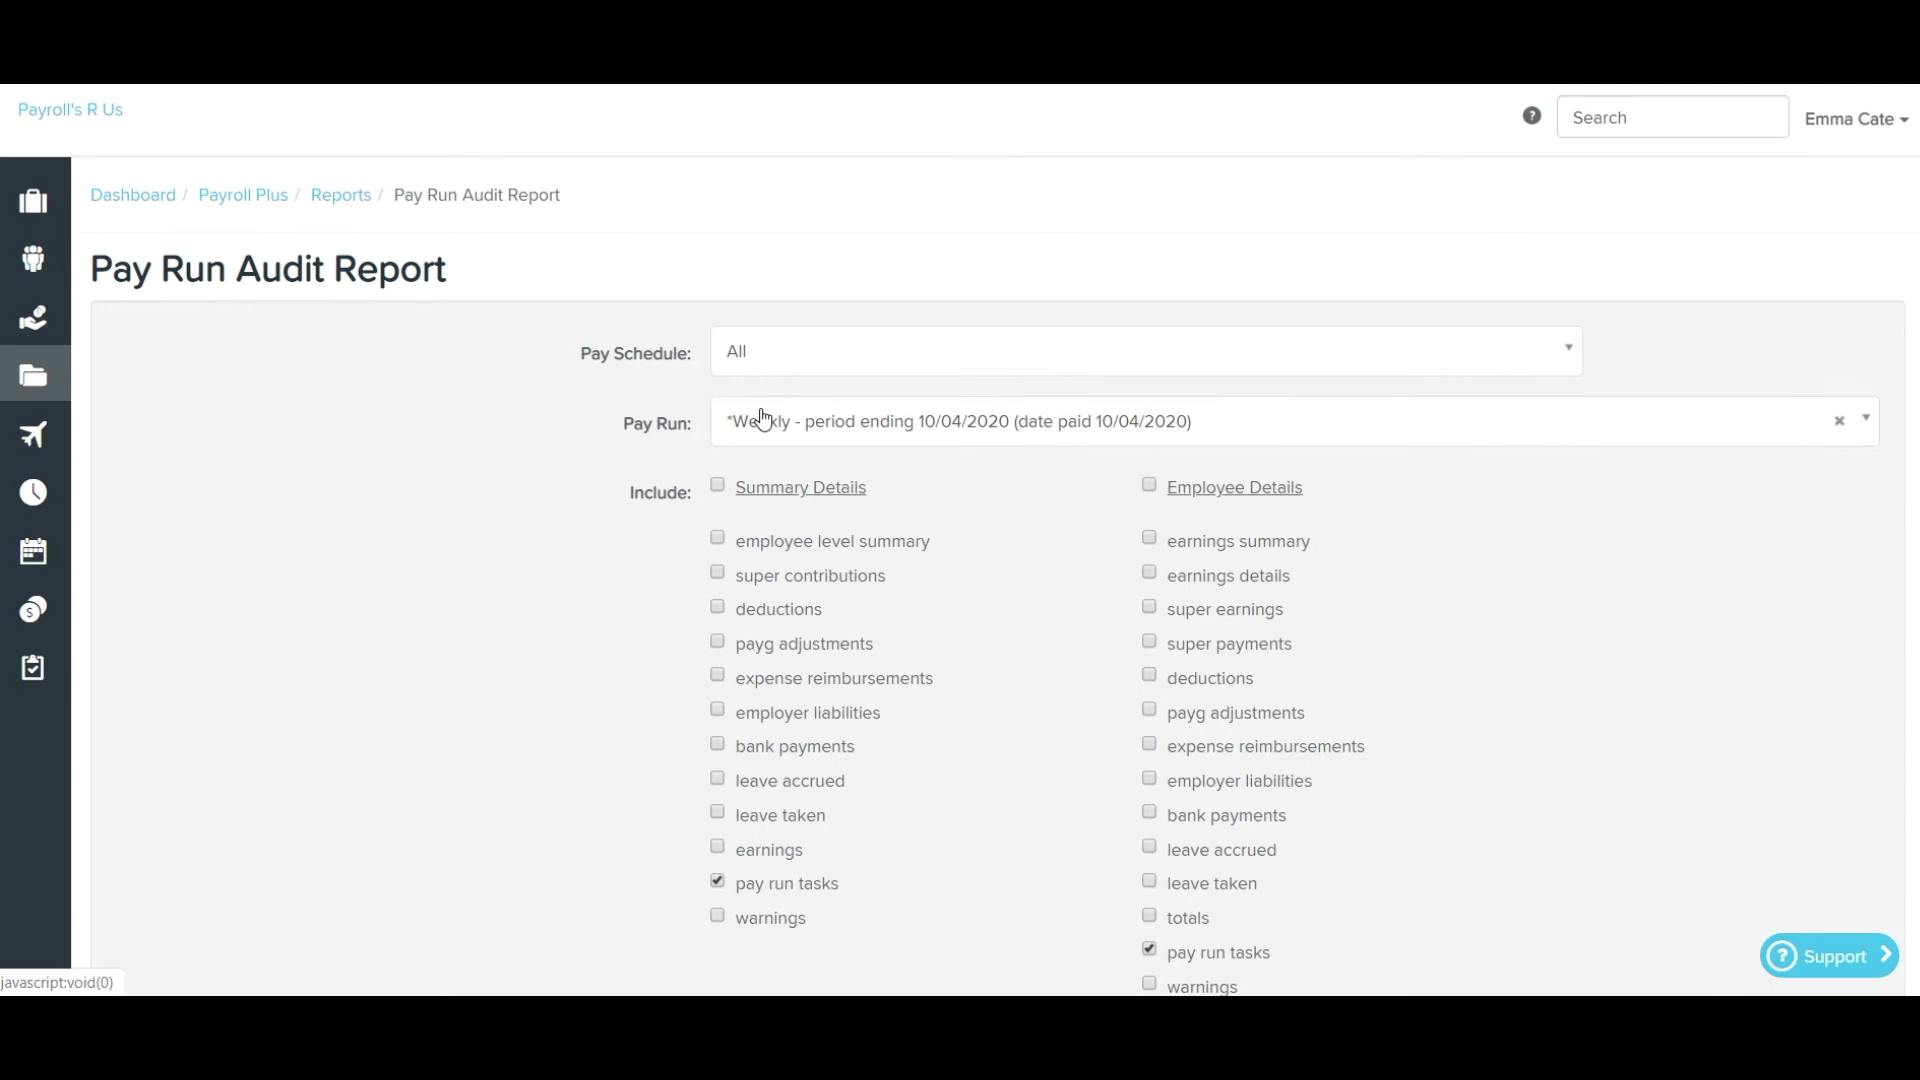 Payroll's R Us
Search
Emma Cate
Dashboard / Payroll Plus / Reports / Pay Run Audit Report
Pay Run Audit Report
Pay Schedule: All
Pay Run: *Weekly - period ending 10/04/2020 (date paid 10/04/2020)
Include: Summary Details Employee Details
employee level summary earnings summary
super contributions earnings details
deductions super earnings
payg adjustments super payments
expense reimbursements deductions
employer liabilities payg adjustments
bank payments expense reimbursements
leave accrued employer liabilities
leave taken bank payments
earnings leave accrued
pay run tasks leave taken
warnings totals
pay run tasks
Support
javascript:void(0)
warnings